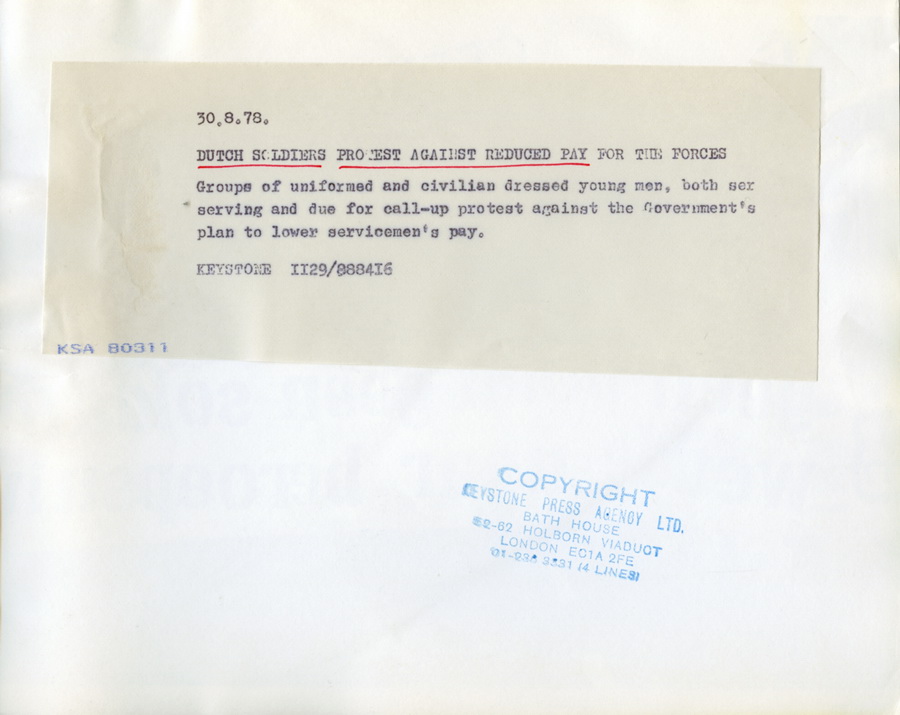 30.8.78.
DUTCH SOLDIERS PROTEST AGAINST REDUCED PAY FOR THE FORCES
Groups of uniformed and civilian dressed young men, both ser
serving and due for call-up protest against the Government's
plan to lower servicemen's pay.
KEYSTONE II29/888416
KSA 80311
COPYRIGHT
KEYSTONE PRESS AGENCY LTD.
BATH HOUSE
52-62 HOLBORN VIADUCT
LONDON EC1A 2FE
01-236 3331 (4 LINES)